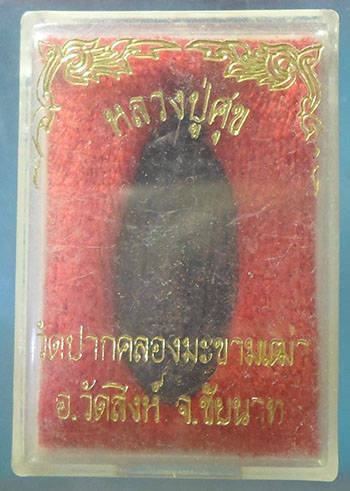 หลวงปู่ศุข
วัดปากคลองมะขามเฒ่า
อ.วัดสิงห์ จ.ชัยนาท